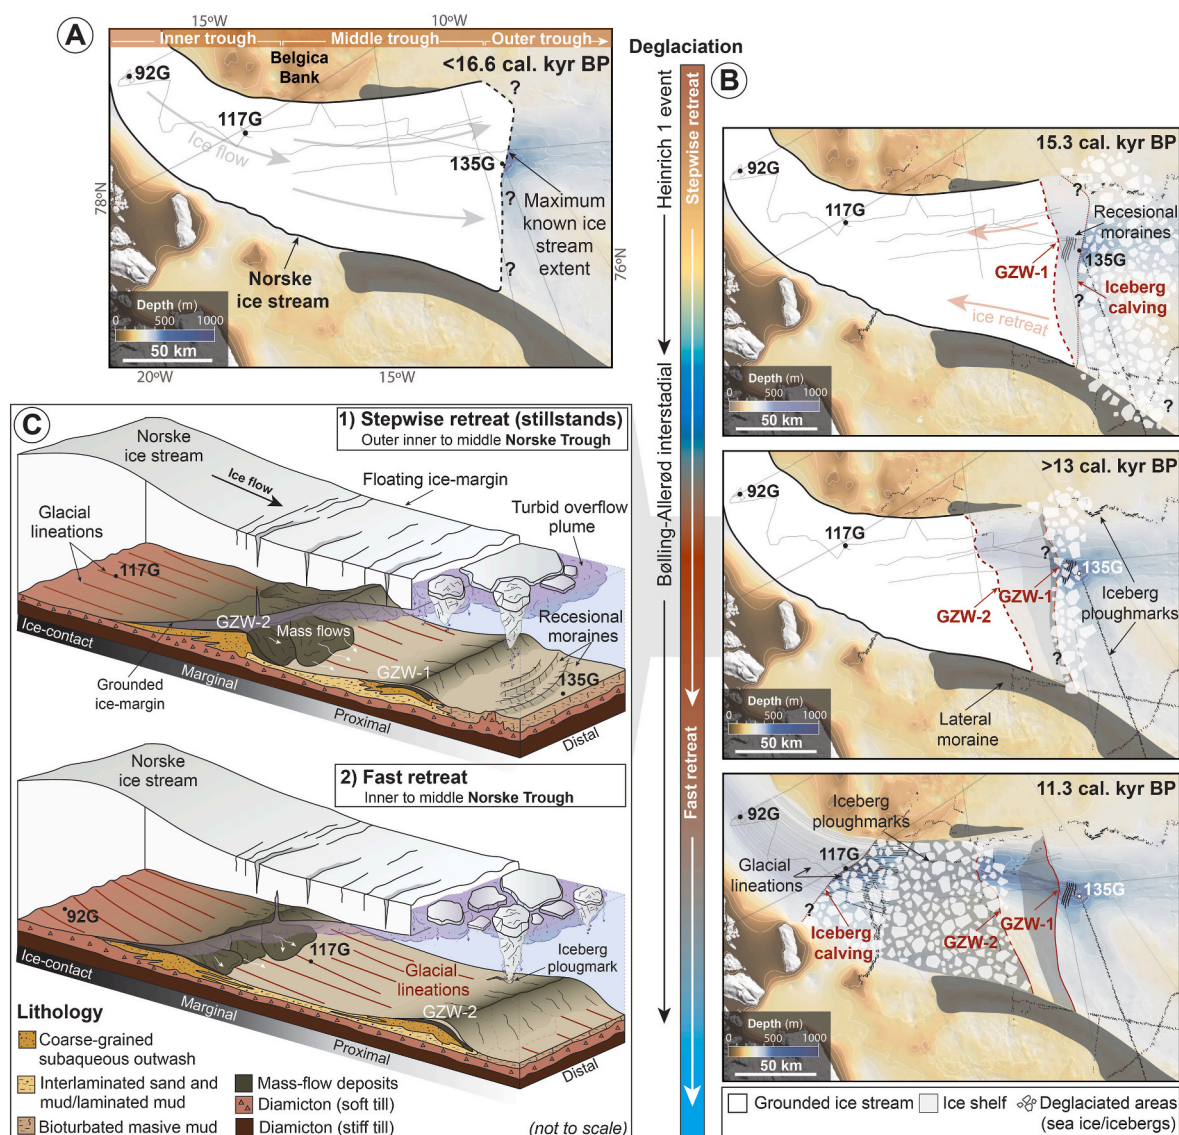 A
15ºW
10ºW
Inner trough
Middle trough
Outer trough
Belgica
Bank
<16.6 cal. kyr BP
92G
117G
Ice flow
135G
?
?
?
Maximum
known ice
stream
extent
78ºN
76ºN
Norske
ice stream
Depth (m)
0 500 1000
50 km
20ºW
15ºW
Deglaciation
Heinrich 1 event
Bølling-Allerød interstadial
Stepwise retreat
Fast retreat
B
15.3 cal. kyr BP
92G
117G
?
Recesional
moraines
GZW-1
135G
Iceberg
calving
?
ice retreat
?
Depth (m)
0 500 1000
50 km
>13 cal. kyr BP
92G
117G
?
135G
GZW-1
GZW-2
Iceberg
ploughmarks
?
Lateral
moraine
Depth (m)
0 500 1000
50 km
11.3 cal. kyr BP
92G
Iceberg
ploughmarks
117G
Glacial
lineations
?
135G
GZW-1
GZW-2
Iceberg
calving
Depth (m)
0 500 1000
50 km
Grounded ice stream
Ice shelf
Deglaciated areas
(sea ice/icebergs)
C
1) Stepwise retreat (stillstands)
Outer inner to middle Norske Trough
Norske
ice stream
Ice flow
Floating ice-margin
Turbid overflow
plume
Glacial
lineations
117G
GZW-2
Mass flows
Recesional
moraines
GZW-1
135G
Ice-contact
Grounded
ice-margin
Marginal
Proximal
Distal
Norske
ice stream
2) Fast retreat
Inner to middle Norske Trough
92G
117G
Glacial
lineations
Iceberg
plougmark
GZW-2
Ice-contact
Marginal
Proximal
Distal
Lithology
Coarse-grained
subaqueous outwash
Interlaminated sand and
mud/laminated mud
Bioturbated masive mud
Mass-flow deposits
Diamicton (soft till)
Diamicton (stiff till)
(not to scale)